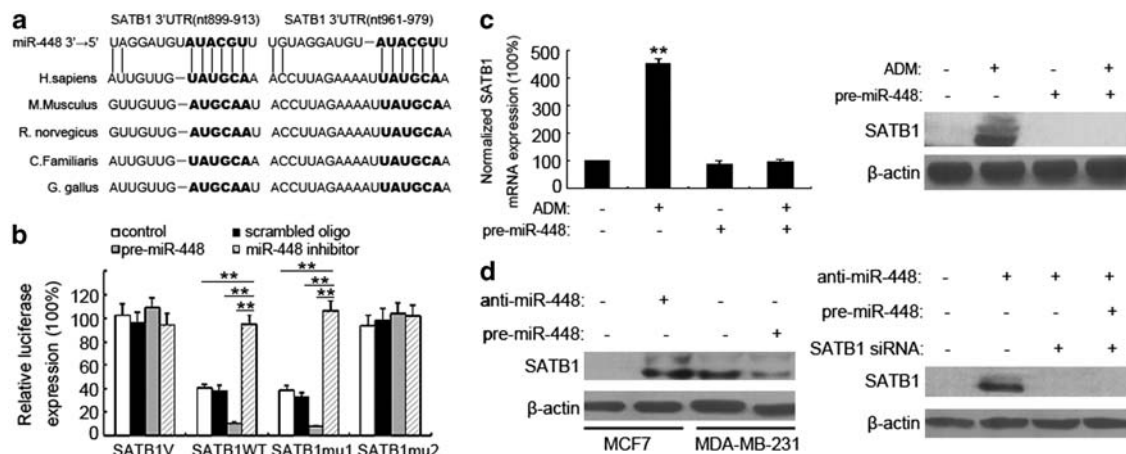 a
SATB1 3'UTR(nt899-913) SATB1 3'UTR(nt961-979)
miR-448 3'→5' UAGGAUGUAUACGUU UGUAGGAUGU—AUACGUU
H.sapiens AUUGUUG—UAUGCAA ACCUUAGAAAAUUAUGCAA
M.Musculus GUUGUUG—AUGCAAU ACCUUAGAAAAUUAUGCAA
R. norvegicus GUUGUUG—AUGCAAU ACCUUAGAAAAUUAUGCAA
C.Familiaris AUUGUUG—UAUGCAA ACCUUAGAAAAUUAUGCAA
G. gallus AUUGUUG—AUGCAAU ACCUUAGAAAAUUAUGCAA
b
control scrambled oligo
pre-miR-448 miR-448 inhibitor
Relative luciferase expression (100%)
120
100
80
60
40
20
0
** ** ** ** ** **
SATB1V SATB1WT SATB1mu1 SATB1mu2
c
Normalized SATB1 mRNA expression (100%)
500
400
300
200
100
0
**
ADM: - + - +
pre-miR-448: - - + +
ADM: - + - +
pre-miR-448: - - + +
SATB1
β-actin
d
anti-miR-448: - + - -
pre-miR-448: - - - +
SATB1
β-actin
MCF7 MDA-MB-231
anti-miR-448: - + + +
pre-miR-448: - - - +
SATB1 siRNA: - - + +
SATB1
β-actin